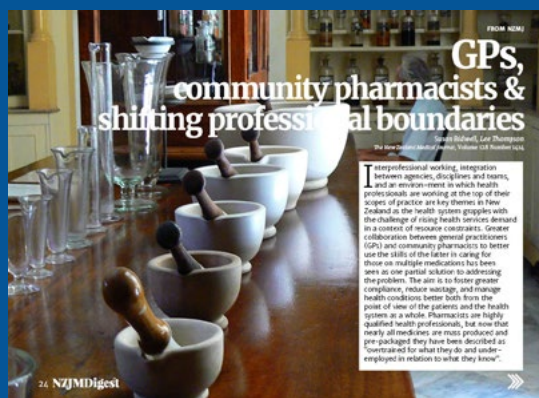 FROM NZMJ
GPs,
community pharmacists &
shifting professional boundaries
Susan Bidwell, Lee Thompson
The New Zealand Medical Journal, Volume 128 Number 1414
Interprofessional working, integration
between agencies, disciplines and teams,
and an environ-ment in which health
professionals are working at the top of their
scopes of practice are key themes in New
Zealand as the health system grapples with
the challenge of rising health services demand
in a context of resource constraints. Greater
collaboration between general practitioners
(GPs) and community pharmacists to better
use the skills of the latter in caring for
those on multiple medications has been
seen as one partial solution to addressing
the problem. The aim is to foster greater
compliance, reduce wastage, and manage
health conditions better both from the
point of view of the patients and the health
system as a whole. Pharmacists are highly
qualified health professionals, but now that
nearly all medicines are mass produced and
pre-packaged they have been described as
"overtrained for what they do and under-
employed in relation to what they know".
24 NZJMDigest